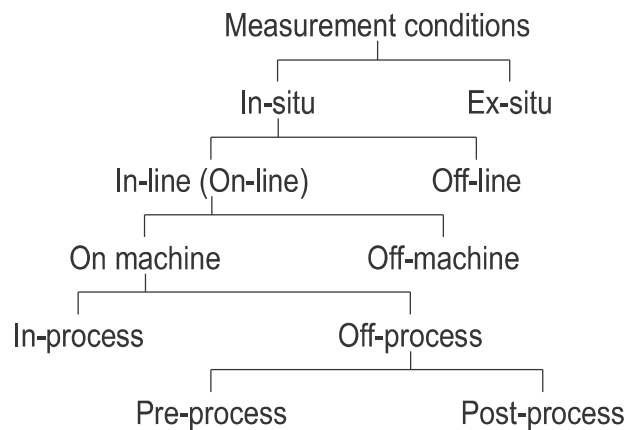 Measurement conditions
In-situ Ex-situ
In-line (On-line) Off-line
On machine Off-machine
In-process Off-process
Pre-process Post-process